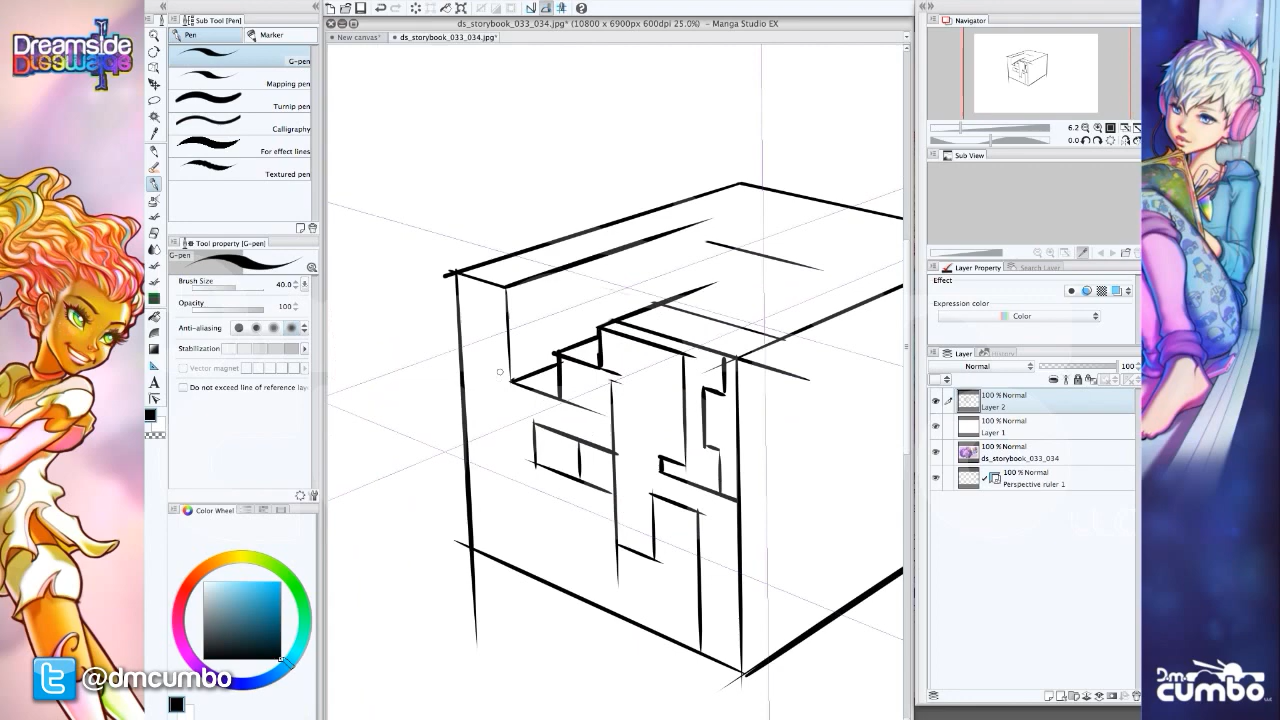 Dreamside
ds_storybook_033_034.jpg* (10800 x 6900px 600dpi 25.0%) - Manga Studio EX
New canvas*
ds_storybook_033_034.jpg*
Sub Tool [Pen]
Pen
Marker
G-pen
Mapping pen
Turnip pen
Calligraphy
For effect lines
Textured pen
Tool property [G-pen]
G-pen
Brush Size
40.0
Opacity
100
Anti-aliasing
Stabilization
Vector magnet
Do not exceed line of reference lay
Color Wheel
Navigator
6.2
0.0
Sub View
Layer Property
Search Layer
Effect
Expression color
Color
Layer
History
Normal
100
100 % Normal
Layer 2
100 % Normal
Layer 1
100 % Normal
ds_storybook_033_034
100 % Normal
Perspective ruler 1
@dmcumbo
D.m.
cumbo